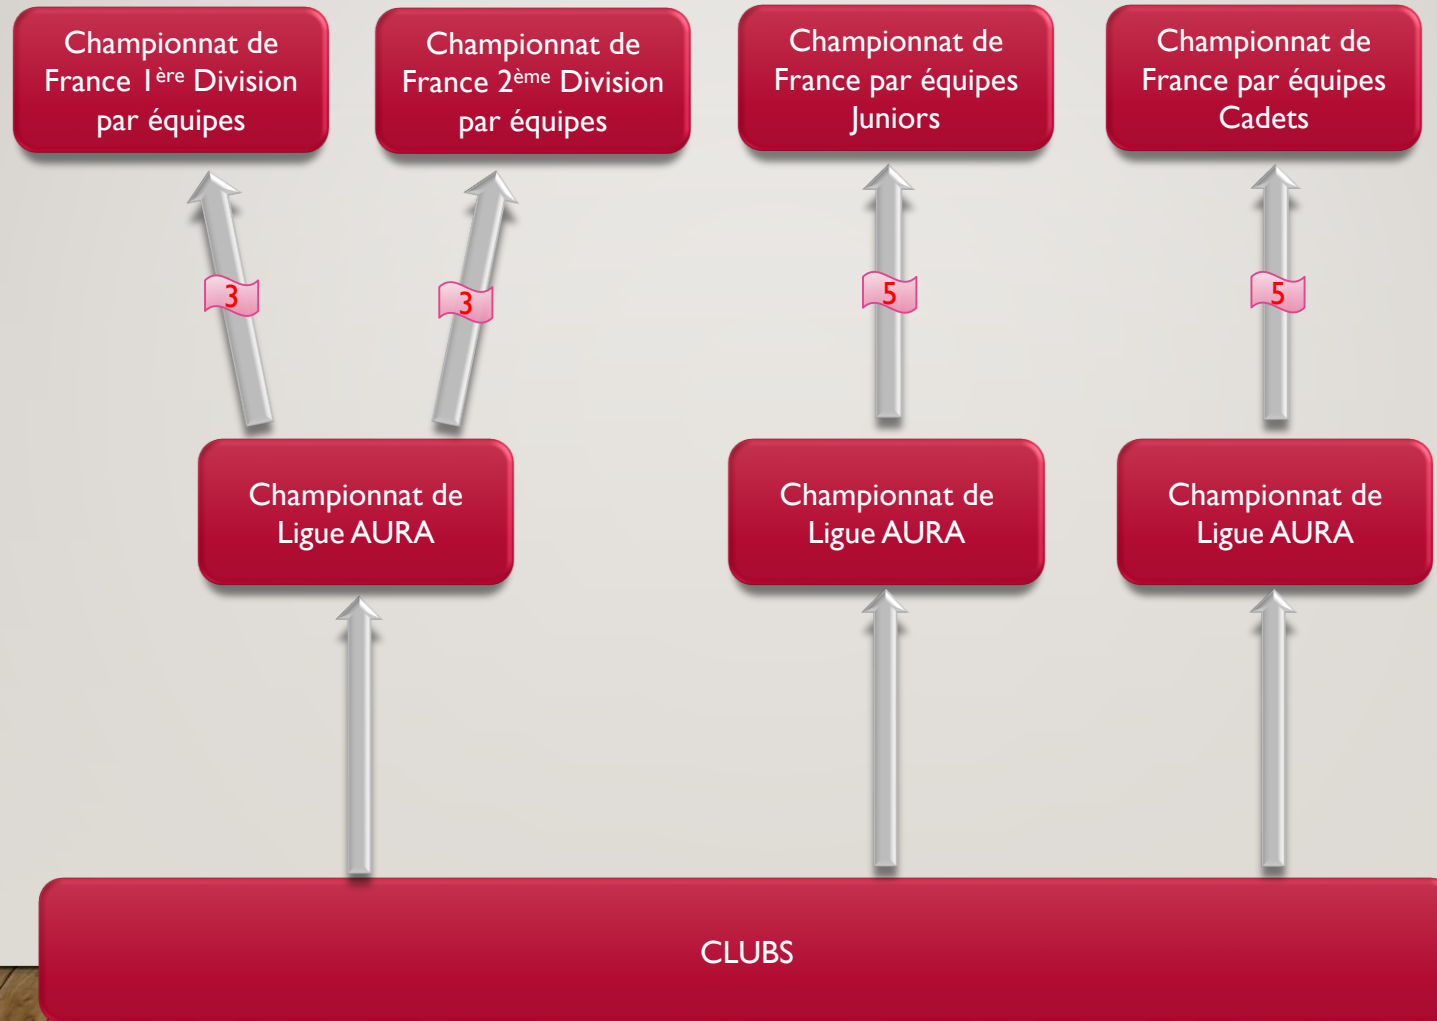 Championnat de
France 1ère Division
par équipes
Championnat de
France 2ème Division
par équipes
Championnat de
France par équipes
Juniors
Championnat de
France par équipes
Cadets
3
3
5
5
Championnat de
Ligue AURA
Championnat de
Ligue AURA
Championnat de
Ligue AURA
CLUBS